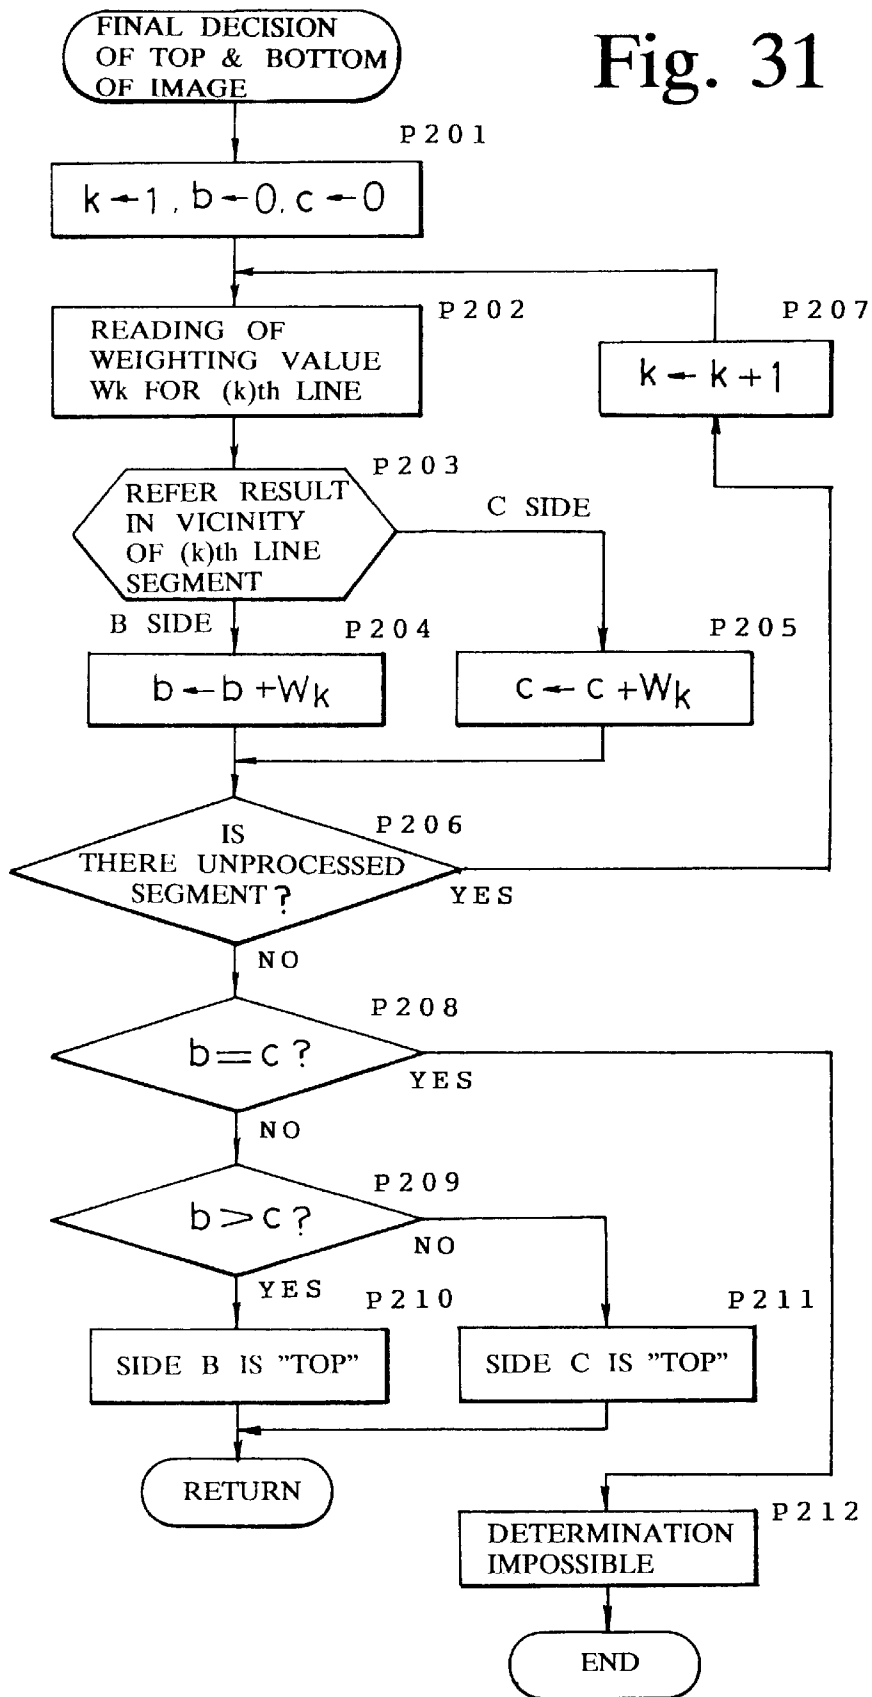 Fig. 31
FINAL DECISION
OF TOP & BOTTOM
OF IMAGE
P201
k←1, b←0, c←0
P202
READING OF
WEIGHTING VALUE
Wk FOR (k)th LINE
P207
k←k+1
P203
REFER RESULT
IN VICINITY
OF (k)th LINE
SEGMENT
C SIDE
B SIDE
P204
b←b+Wk
P205
c←c+Wk
P206
IS
THERE UNPROCESSED
SEGMENT?
YES
NO
P208
b=c?
YES
NO
P209
b>c?
NO
YES
P210
SIDE B IS "TOP"
P211
SIDE C IS "TOP"
RETURN
P212
DETERMINATION
IMPOSSIBLE
END